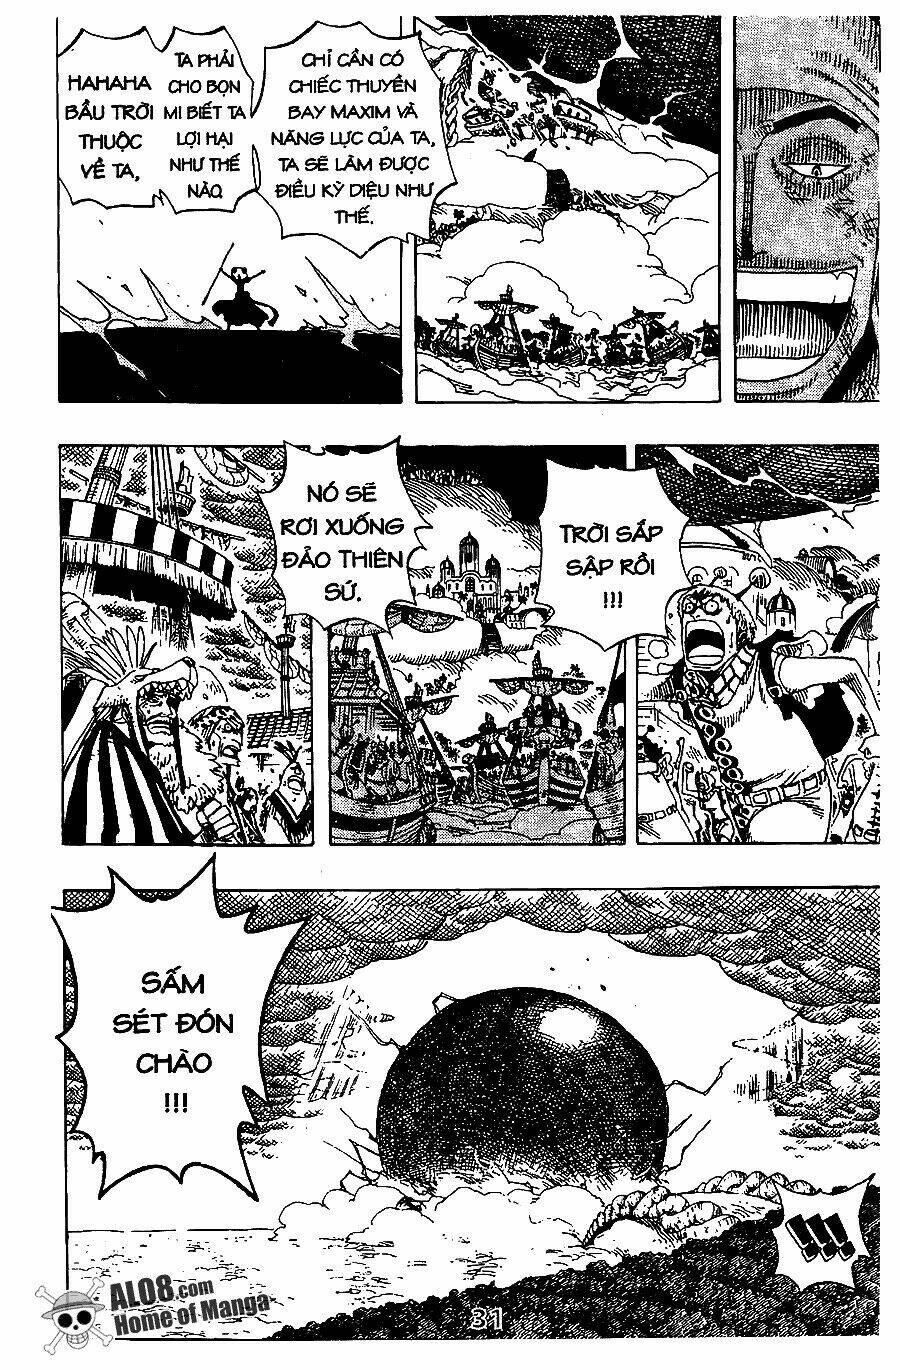 CHỈ CẦN CÓ
CHIẾC THUYỀN
BAY MAXIM VÀ
NĂNG LỰC CỦA TA,
TA SẼ LÀM ĐƯỢC
ĐIỀU KỲ DIỆU NHƯ
THẾ.
TA PHẢI
CHO BỌN
MI BIẾT TA
LỢI HẠI
NHƯ THẾ
NÀO.
HAHAHA
BẦU TRỜI
THUỘC
VỀ TA,
TRỜI SẮP
SẬP RỒI
!!!
NÓ SẼ
RƠI XUỐNG
ĐẢO THIÊN
SỨ.
SẤM
SÉT ĐÓN
CHÀO
!!!
!!!!
AL08.com
Home of Manga
31